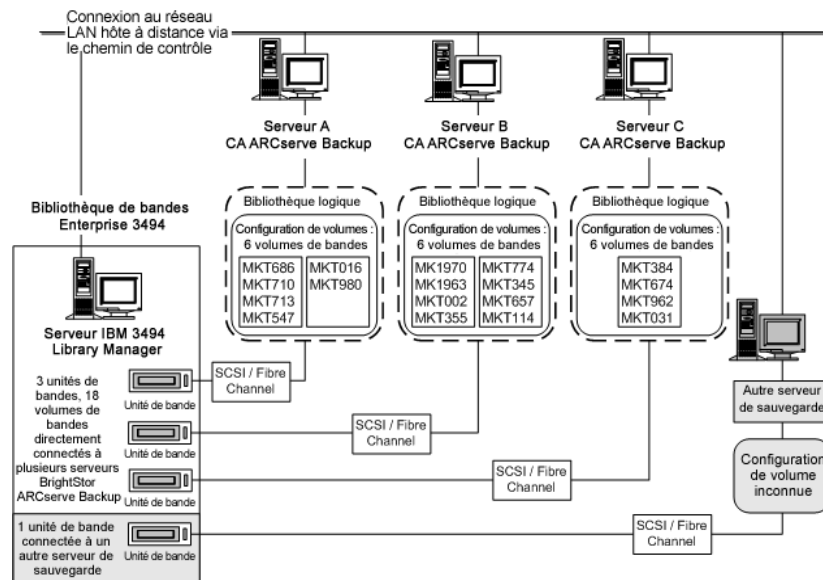 Connexion au réseau
LAN hôte à distance via
le chemin de contrôle
Serveur A
CA ARCserve Backup
Serveur B
CA ARCserve Backup
Serveur C
CA ARCserve Backup
Bibliothèque logique
Configuration de volumes :
6 volumes de bandes
MKT686
MKT710
MKT713
MKT547
MKT016
MKT980
Bibliothèque logique
Configuration de volumes :
6 volumes de bandes
MK1970
MK1963
MKT002
MKT355
MKT774
MKT345
MKT657
MKT114
Bibliothèque logique
Configuration de volumes :
6 volumes de bandes
MKT384
MKT674
MKT962
MKT031
Bibliothèque de bandes
Enterprise 3494
Serveur IBM 3494
Library Manager
3 unités de
bandes, 18
volumes de
bandes
directement
connectés à
plusieurs serveurs
BrightStor
ARCserve Backup
Unité de bande
Unité de bande
Unité de bande
1 unité de bande
connectée à un
autre serveur de
sauvegarde
Unité de bande
SCSI / Fibre
Channel
SCSI / Fibre
Channel
SCSI / Fibre
Channel
SCSI / Fibre
Channel
Autre serveur
de sauvegarde
Configuration
de volume
inconnue